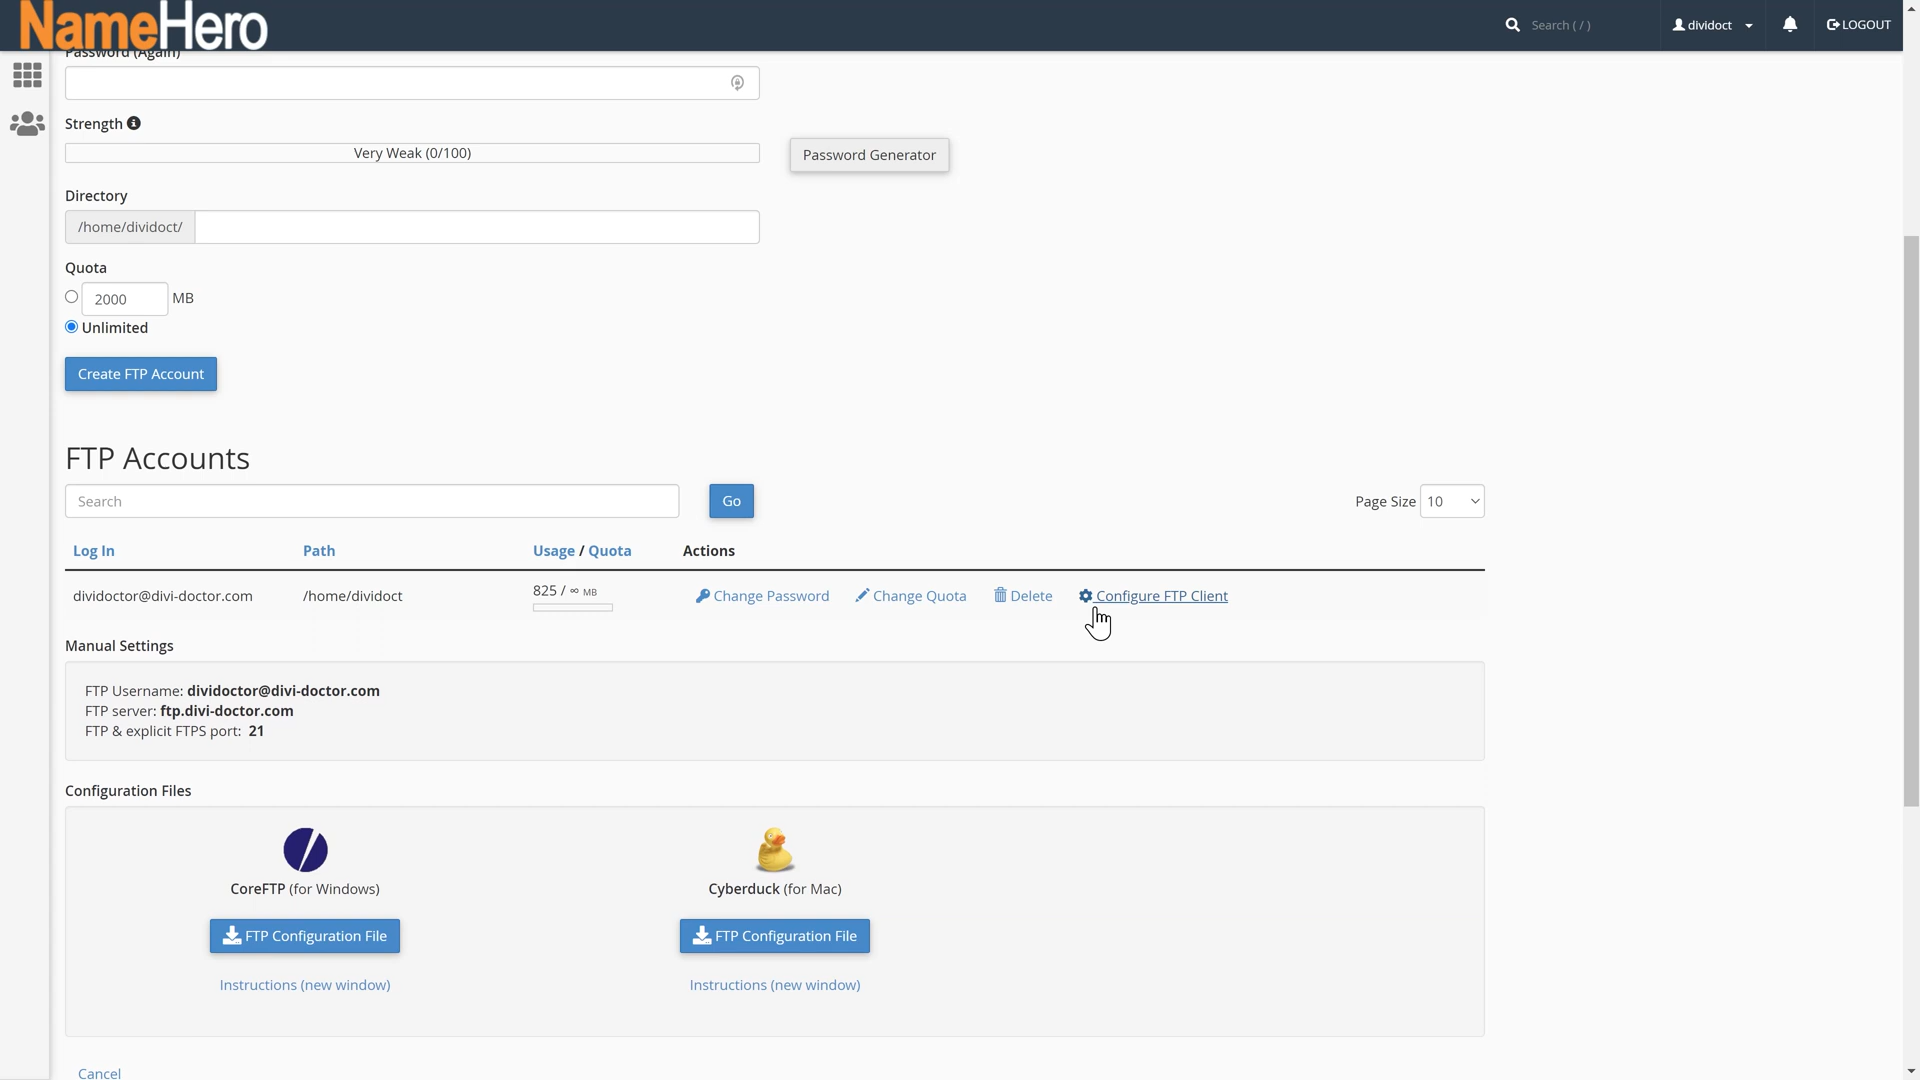 NameHero
Search ( / )
dividoct
LOGOUT
Password (Again)
Strength
Very Weak (0/100)
Password Generator
Directory
/home/dividoct/
Quota
2000 MB
Unlimited
Create FTP Account
FTP Accounts
Search
Go
Page Size 10
Log In Path Usage / Quota Actions
dividoctor@divi-doctor.com /home/dividoct 825 / ∞ MB Change Password Change Quota Delete Configure FTP Client
Manual Settings
FTP Username: dividoctor@divi-doctor.com
FTP server: ftp.divi-doctor.com
FTP & explicit FTPS port: 21
Configuration Files
CoreFTP (for Windows) Cyberduck (for Mac)
FTP Configuration File FTP Configuration File
Instructions (new window) Instructions (new window)
Cancel